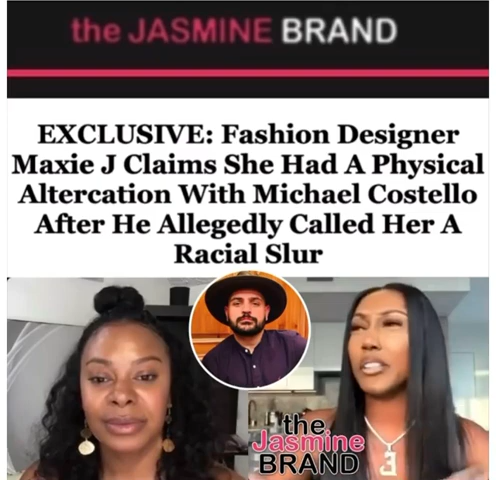 the JASMINE BRAND
EXCLUSIVE: Fashion Designer
Maxie J Claims She Had A Physical
Altercation With Michael Costello
After He Allegedly Called Her A
Racial Slur
the
Jasmine
BRAND